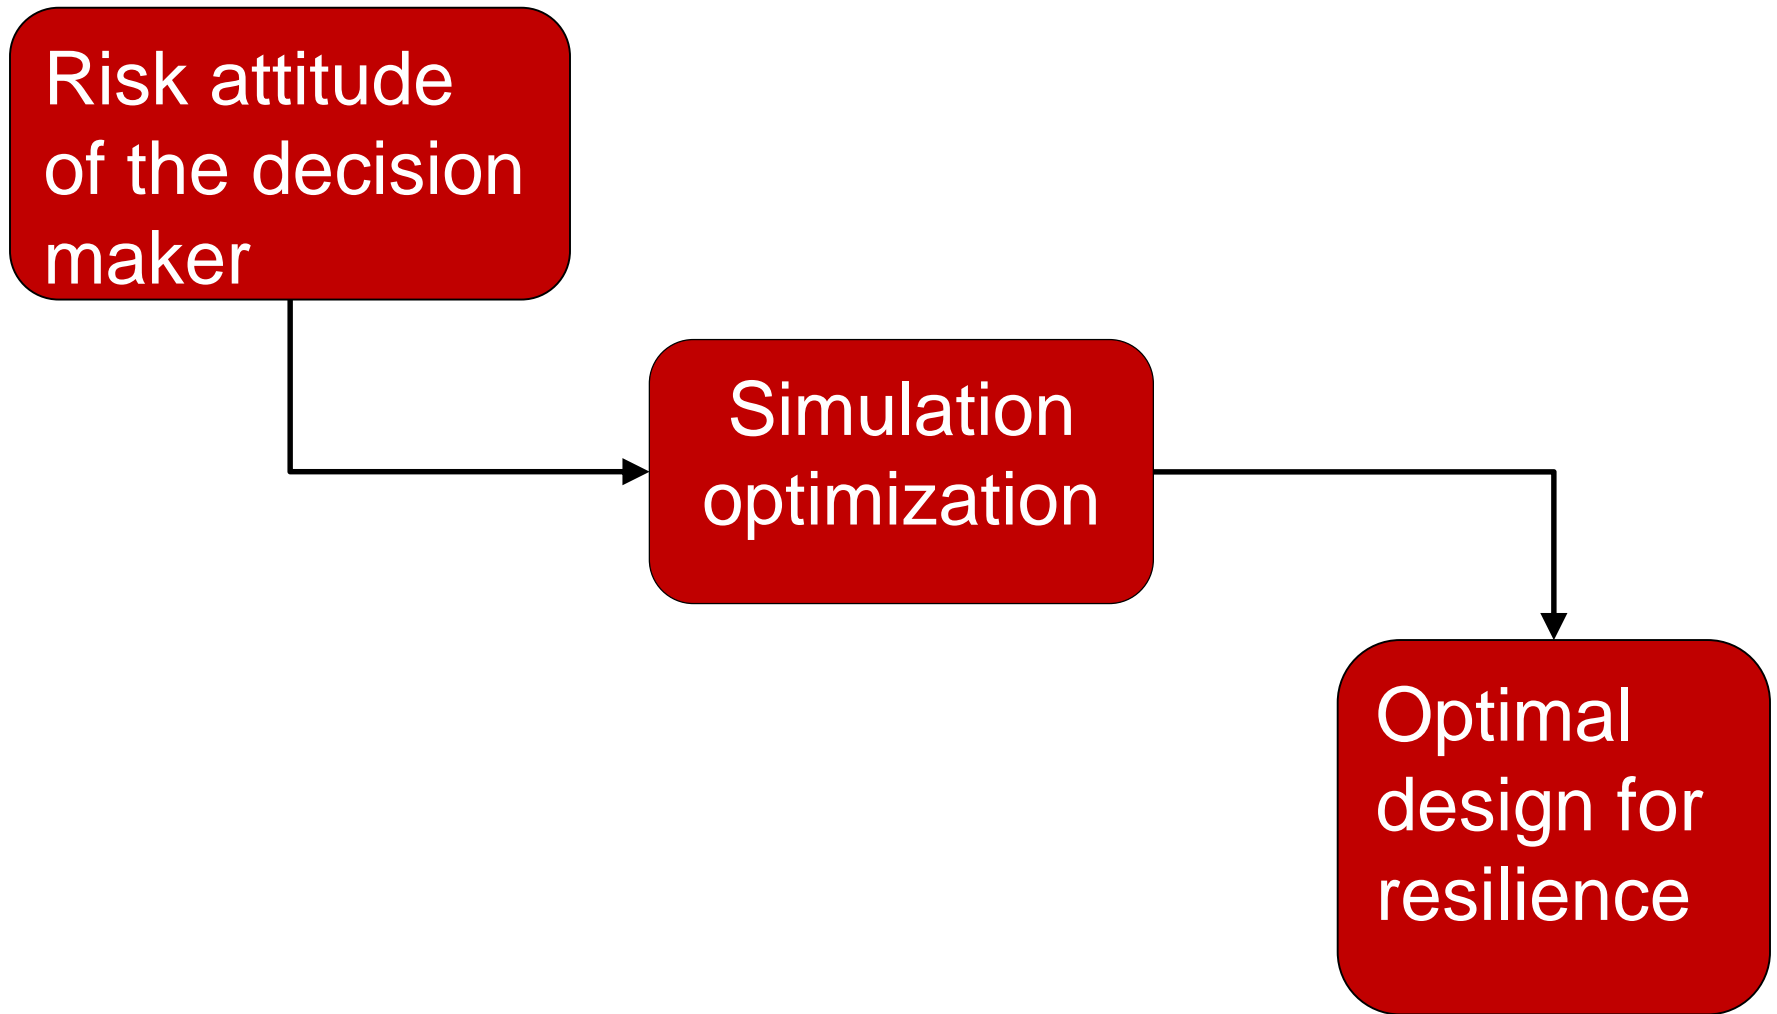 Risk attitude
of the decision
maker
Simulation
optimization
Optimal
design for
resilience